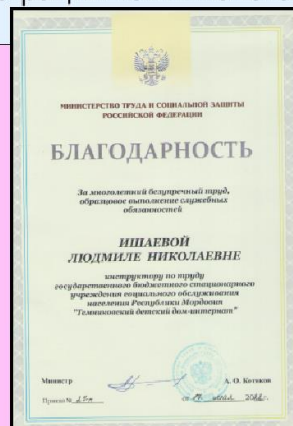 МИНИСТЕРСТВО ТРУДА И СОЦИАЛЬНОЙ ЗАЩИТЫ
РОССИЙСКОЙ ФЕДЕРАЦИИ
БЛАГОДАРНОСТЬ
За многолетний безупречный труд,
образцовое выполнение служебных
обязанностей
ИШАЕВОЙ
ЛЮДМИЛЕ НИКОЛАЕВНЕ
инструктору по труду
государственного бюджетного стационарного
учреждения социального обслуживания
населения Республики Мордовия
"Темниковский детский дом-интернат"
Министр А. О. Котяков
Приказ №